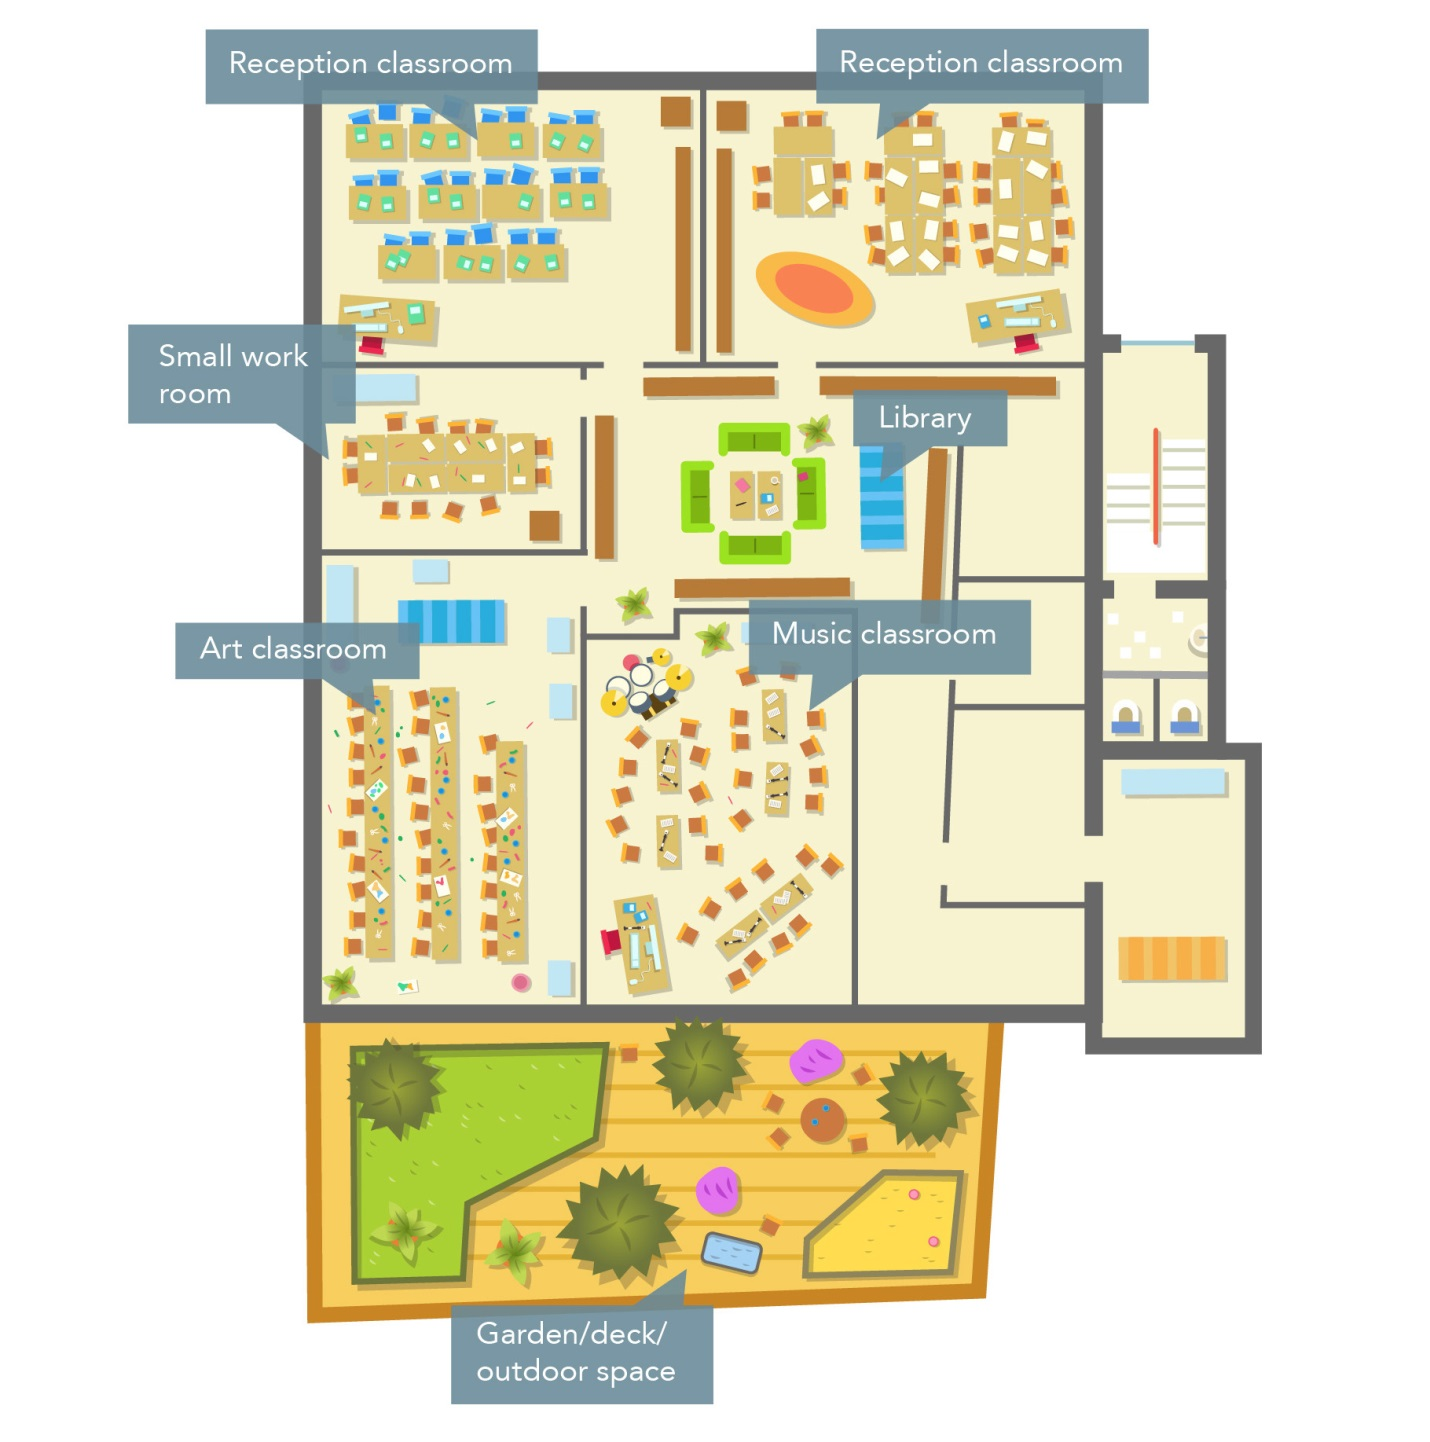 Reception classroom
Reception classroom
Small work
room
Library
Art classroom
Music classroom
Garden/deck/
outdoor space